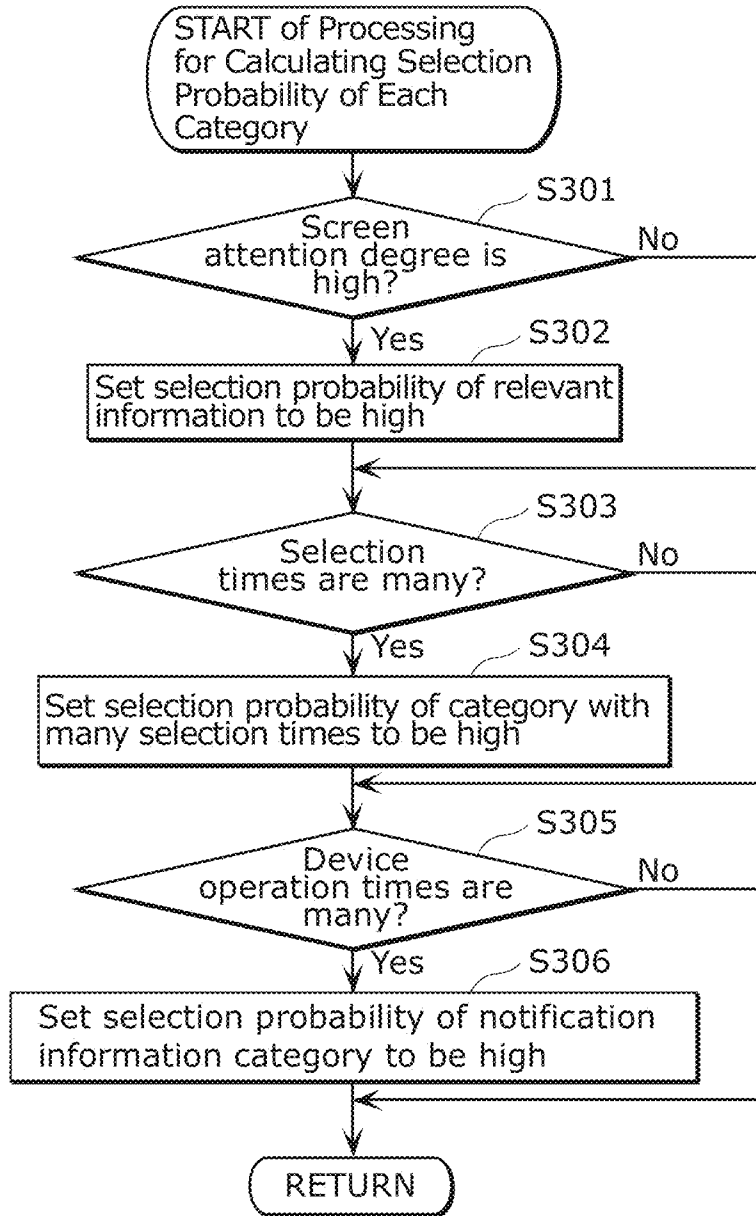 START of Processing
for Calculating Selection
Probability of Each
Category
S301
Screen
attention degree is
high?
No
Yes
S302
Set selection probability of relevant
information to be high
S303
Selection
times are many?
No
Yes
S304
Set selection probability of category with
many selection times to be high
S305
Device
operation times are
many?
No
Yes
S306
Set selection probability of notification
information category to be high
RETURN